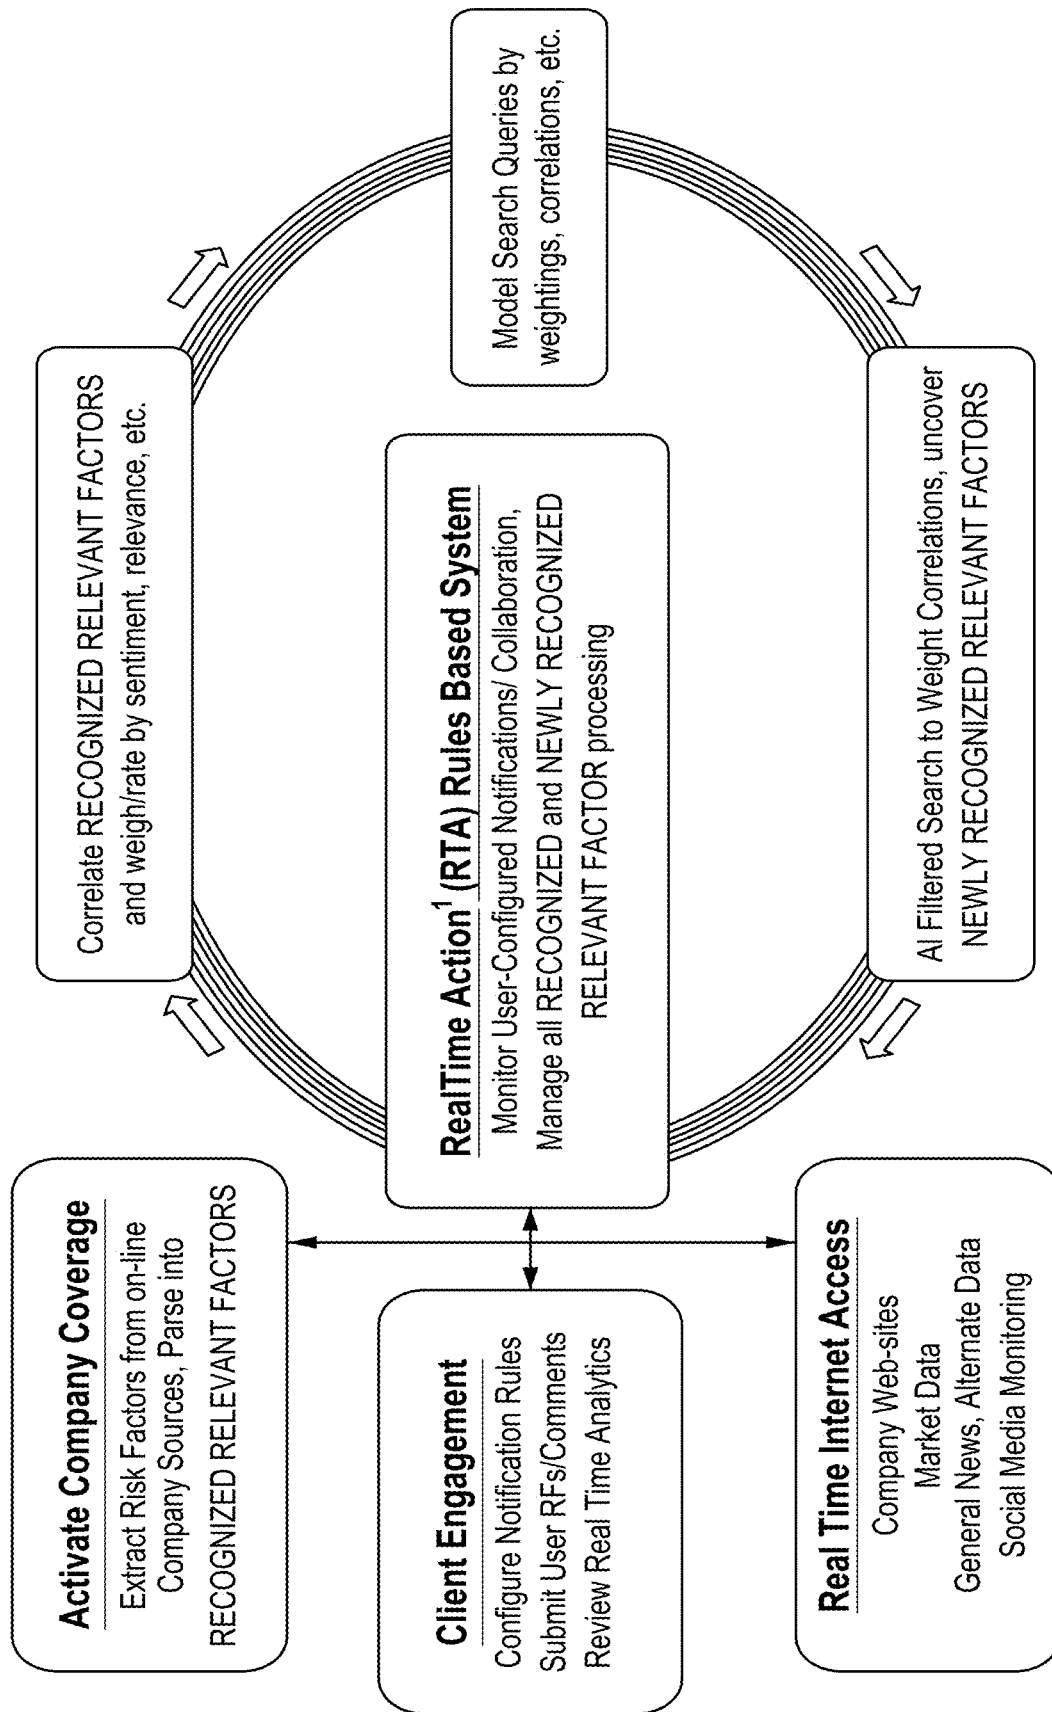 Activate Company Coverage
Extract Risk Factors from on-line
Company Sources, Parse into
RECOGNIZED RELEVANT FACTORS
Client Engagement
Configure Notification Rules
Submit User RFs/Comments
Review Real Time Analytics
Real Time Internet Access
Company Web-sites
Market Data
General News, Alternate Data
Social Media Monitoring
RealTime Action¹ (RTA) Rules Based System
Monitor User-Configured Notifications/ Collaboration,
Manage all RECOGNIZED and NEWLY RECOGNIZED
RELEVANT FACTOR processing
Correlate RECOGNIZED RELEVANT FACTORS
and weigh/rate by sentiment, relevance, etc.
Model Search Queries by
weightings, correlations, etc.
AI Filtered Search to Weight Correlations, uncover
NEWLY RECOGNIZED RELEVANT FACTORS